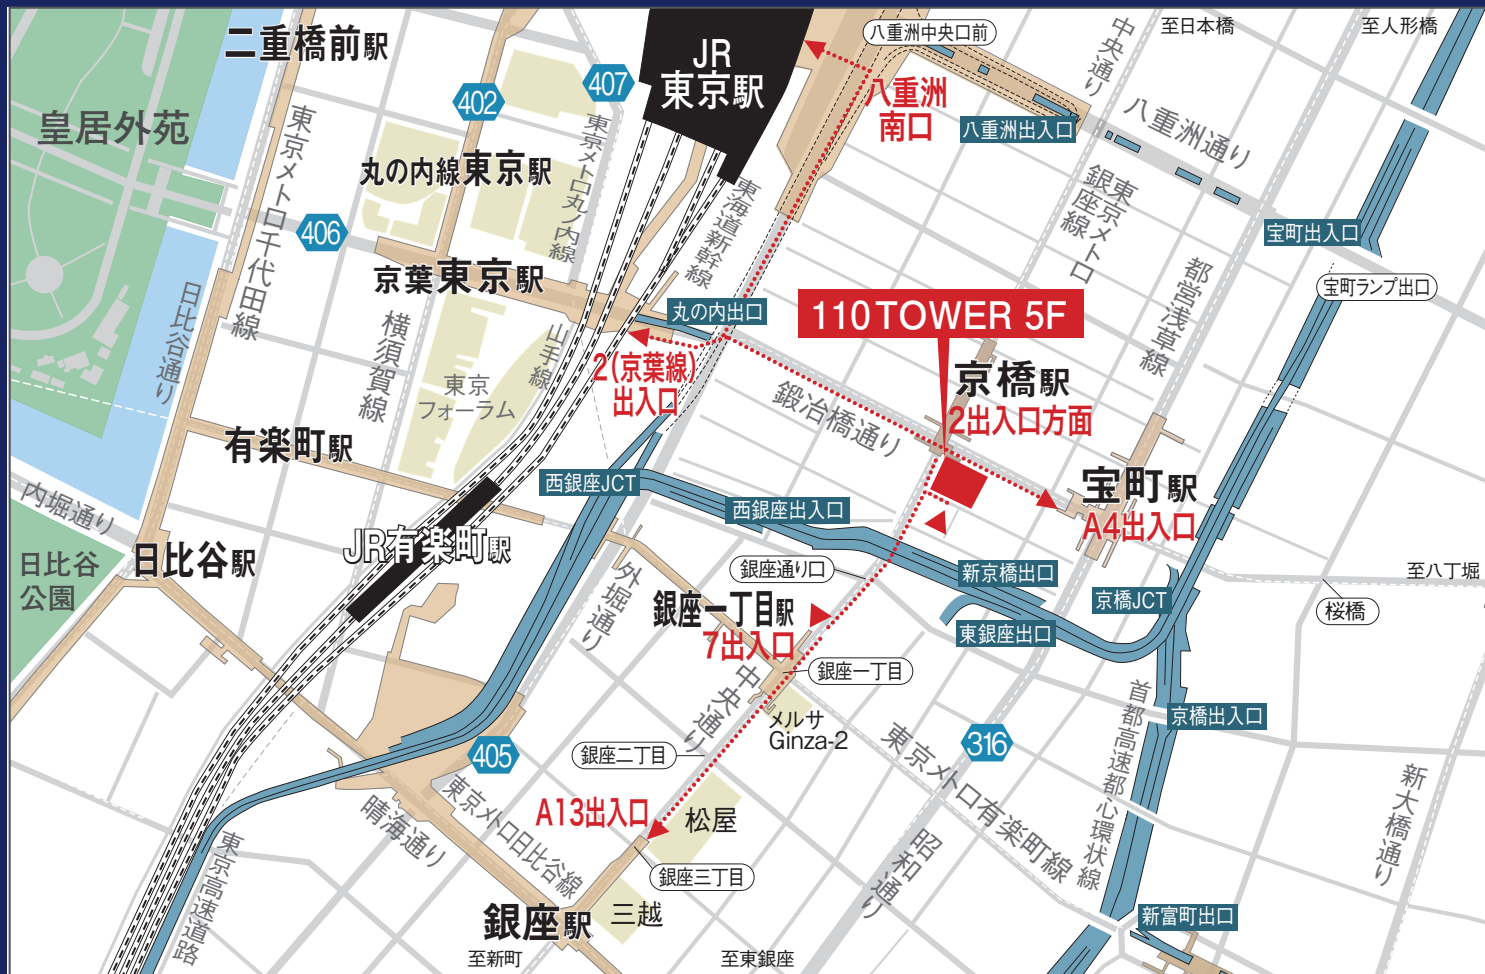 二重橋前駅
JR
東京駅
八重洲中央口前
中央通り
至日本橋
至人形橋
402
407
八重洲
南口
八重洲出入口
八重洲通り
皇居外苑
東京メトロ千代田線
丸の内線東京駅
東京メトロ丸ノ内線
東海道新幹線
東京メトロ
銀座線
宝町出入口
406
京葉東京駅
都営浅草線
宝町ランプ出口
日比谷通り
横須賀線
山手線
丸の内出口
110 TOWER 5F
2(京葉線)
出入口
東京
フォーラム
鍛冶橋通り
京橋駅
2出入口方面
有楽町駅
内堀通り
西銀座JCT
西銀座出入口
宝町駅
A4出入口
日比谷
公園
日比谷駅
JR有楽町駅
外堀通り
銀座通り口
新京橋出口
京橋JCT
至八丁堀
桜橋
銀座一丁目駅
7出入口
東銀座出口
銀座一丁目
中央通り
メルサ
Ginza-2
首都高速都心環状線
京橋出入口
405
銀座二丁目
東京メトロ有楽町線
316
新大橋通り
A13出入口
松屋
晴海通り
東京メトロ日比谷線
昭和通り
東京高速道路
銀座三丁目
銀座駅
三越
新富町出口
至新町
至東銀座